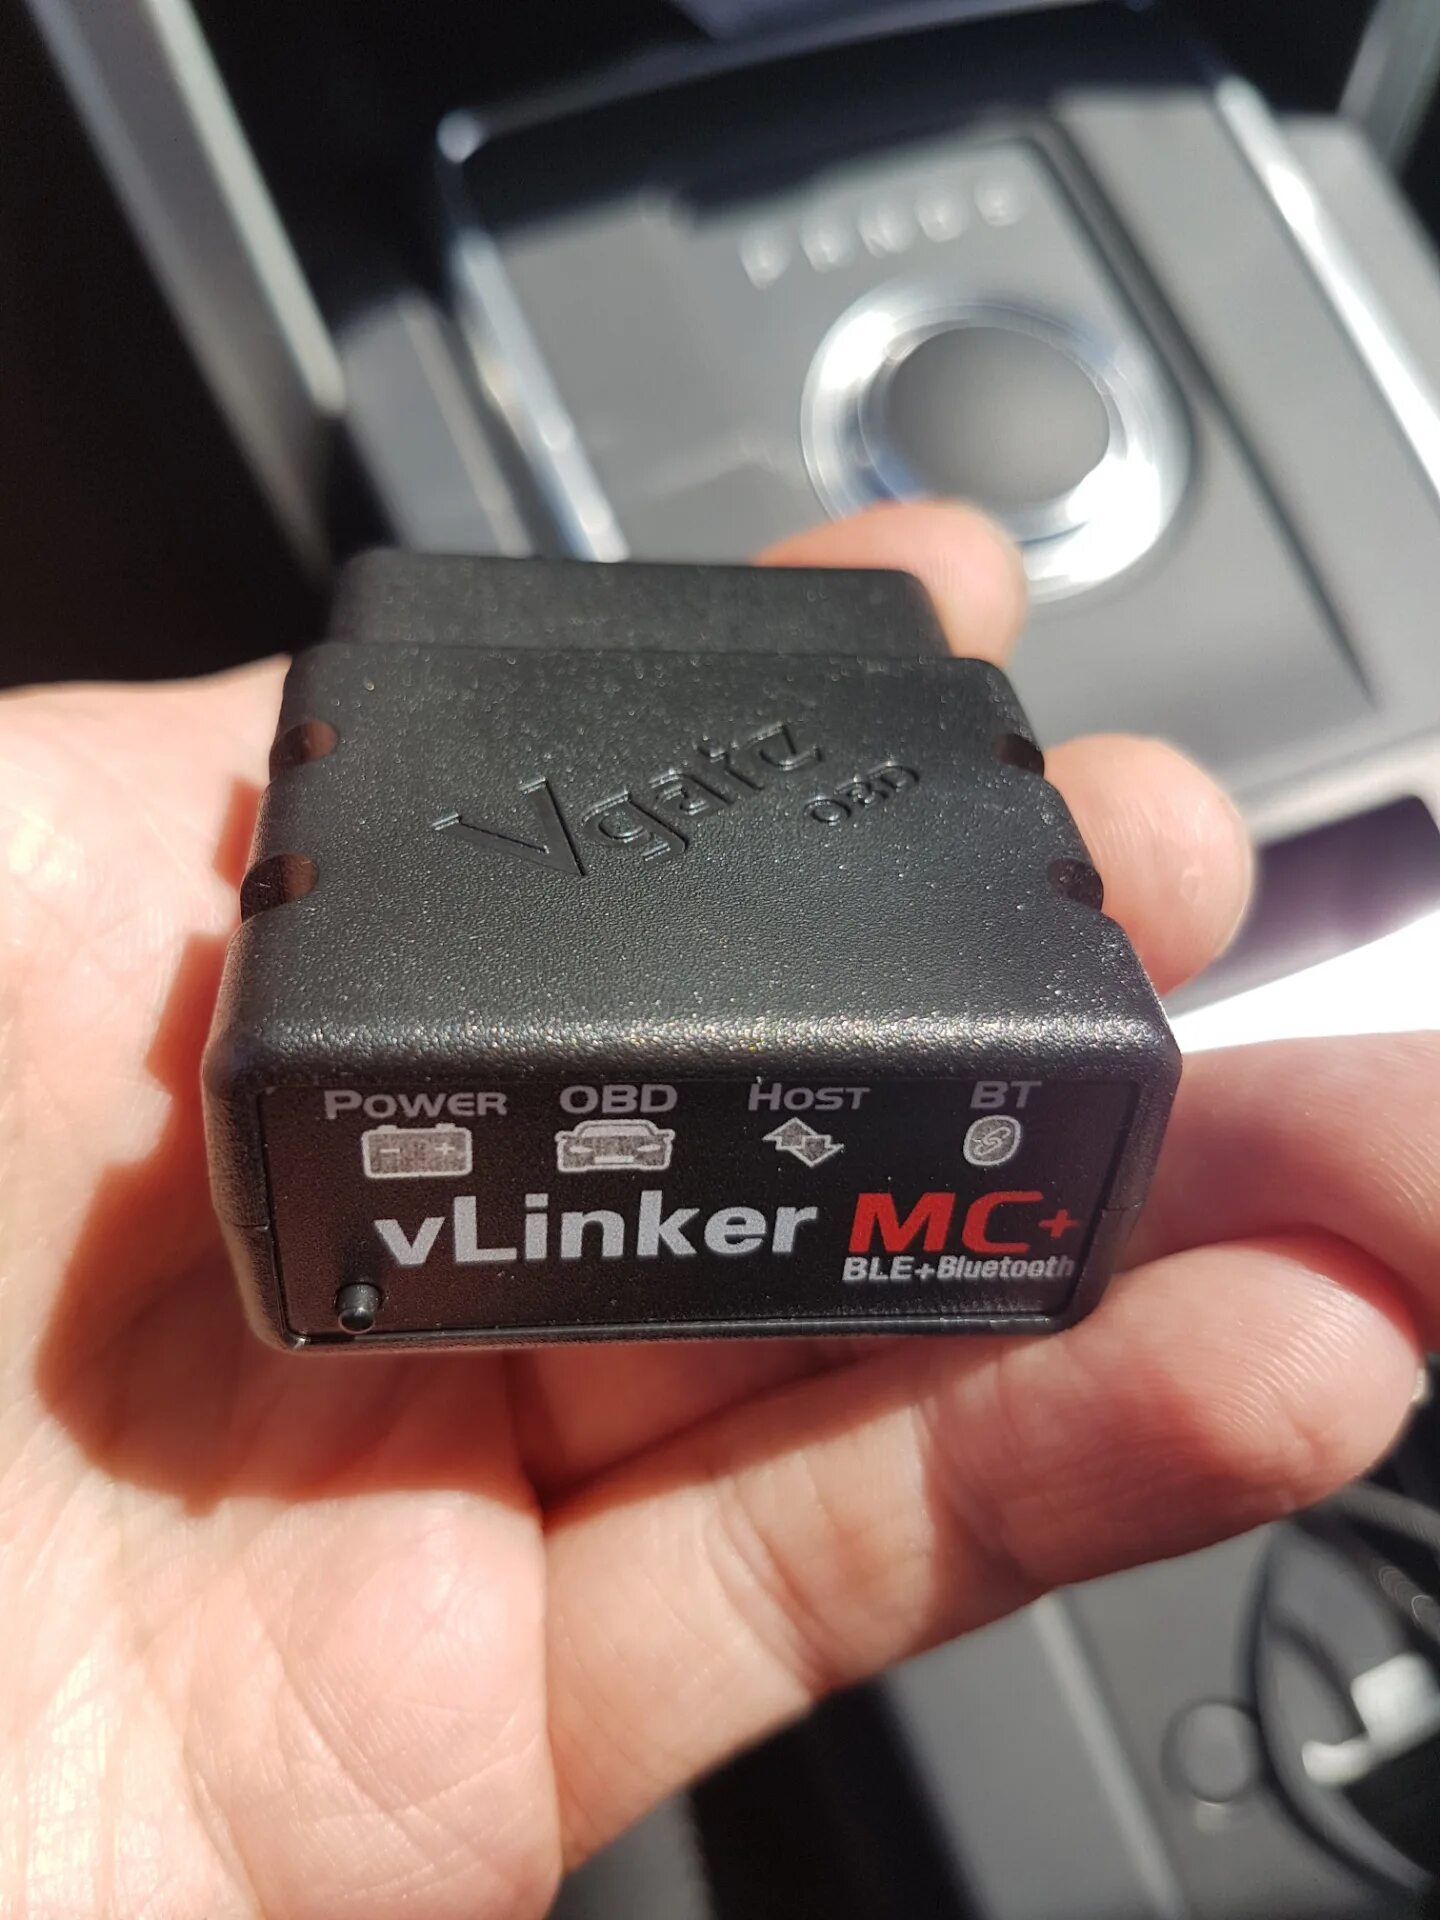 Vgate
OBD
POWER OBD HOST BT
- +
vLinker MC+
BLE+Bluetooth